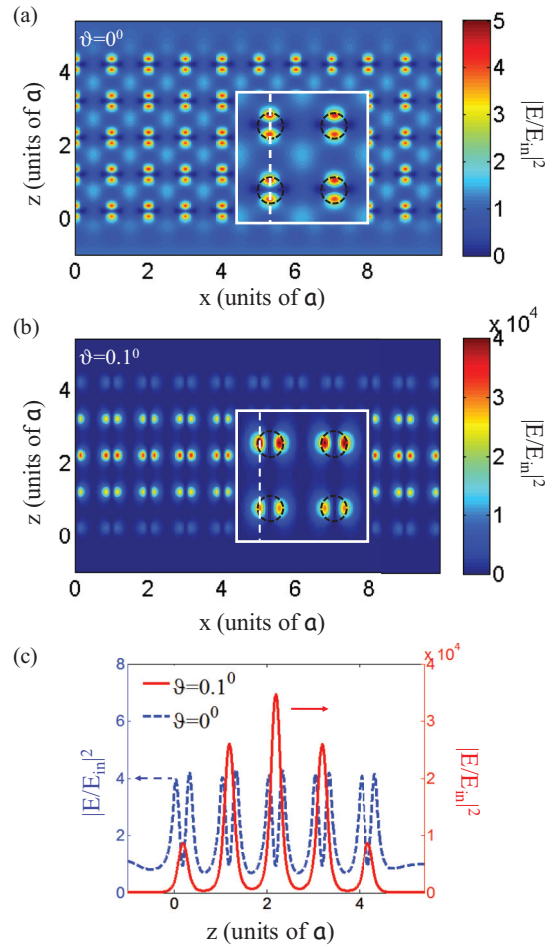 (a)
ϑ=0⁰
z (units of a)
4
2
0
0 2 4 6 8
x (units of a)
5
4
3
2
1
0
|E/E_in|²
(b)
ϑ=0.1⁰
z (units of a)
4
2
0
0 2 4 6 8
x (units of a)
x 10⁴
4
3
2
1
0
|E/E_in|²
(c)
x 10⁴
8
6
4
2
0
|E/E_in|²
ϑ=0.1⁰
ϑ=0⁰
4
3
2
1
0
|E/E_in|²
0 2 4
z (units of a)